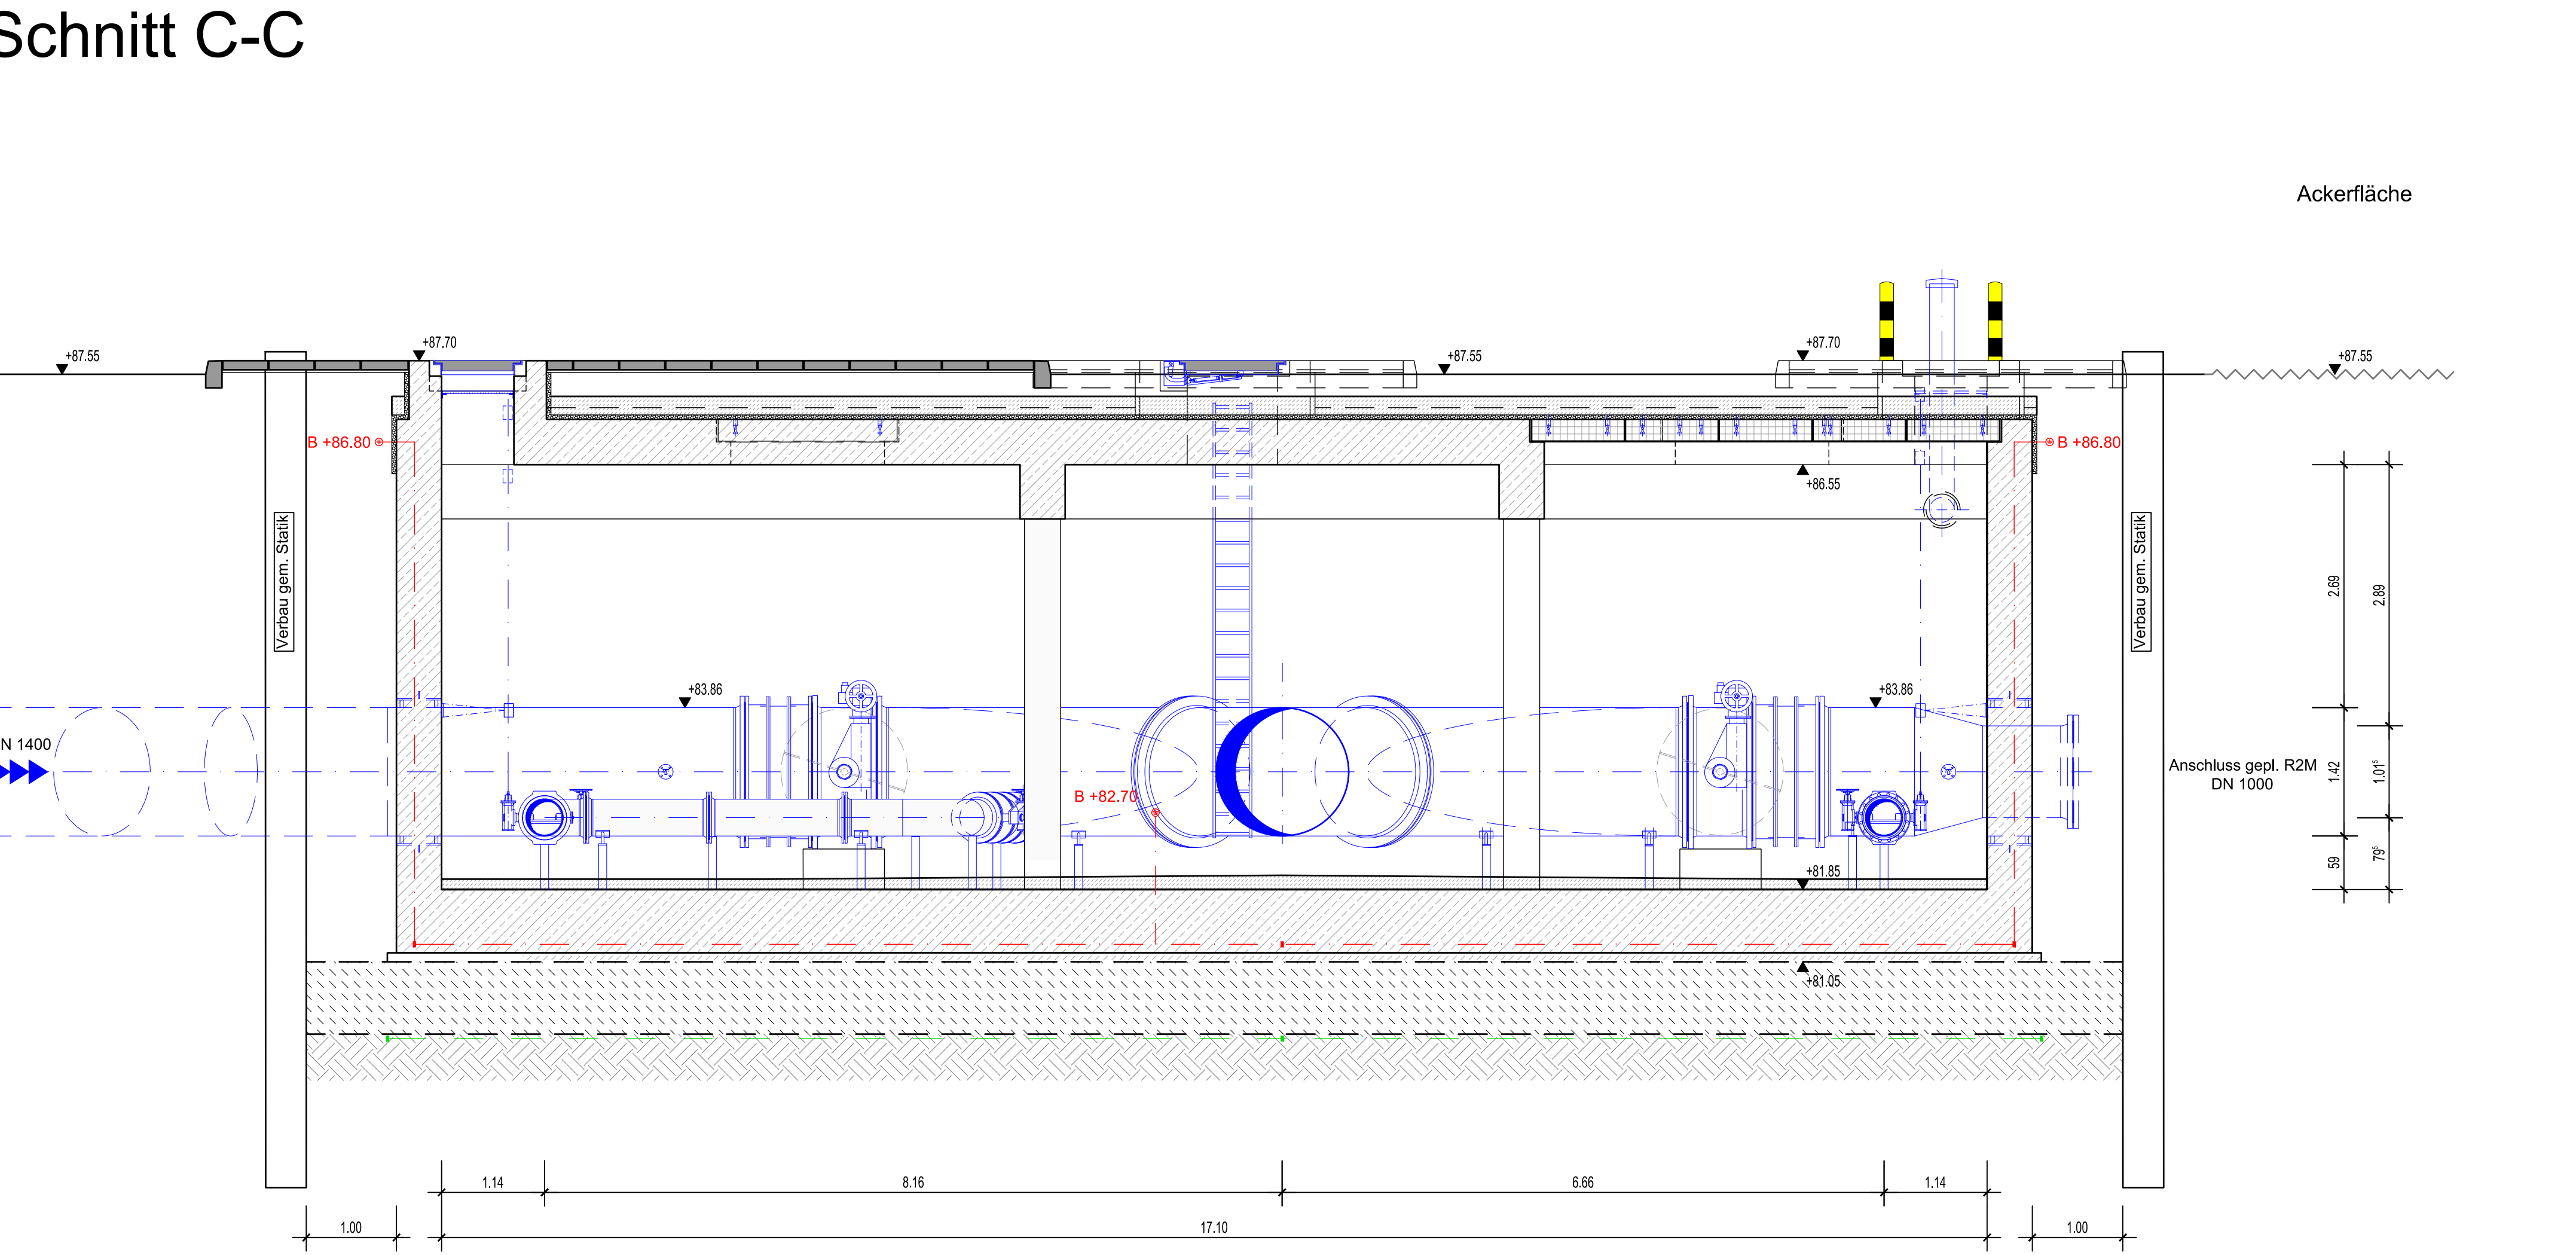 Schnitt C-C
Ackerfläche
+87.55
+87.70
+87.55
+87.70
+87.55
B +86.80
B +86.80
+86.55
Verbau gem. Statik
Verbau gem. Statik
2.69
2.89
+83.86
+83.86
N 1400
B +82.70
Anschluss gepl. R2M
DN 1000
1.42
1.01⁵
59
79⁵
+81.85
+81.05
1.14
8.16
6.66
1.14
1.00
17.10
1.00